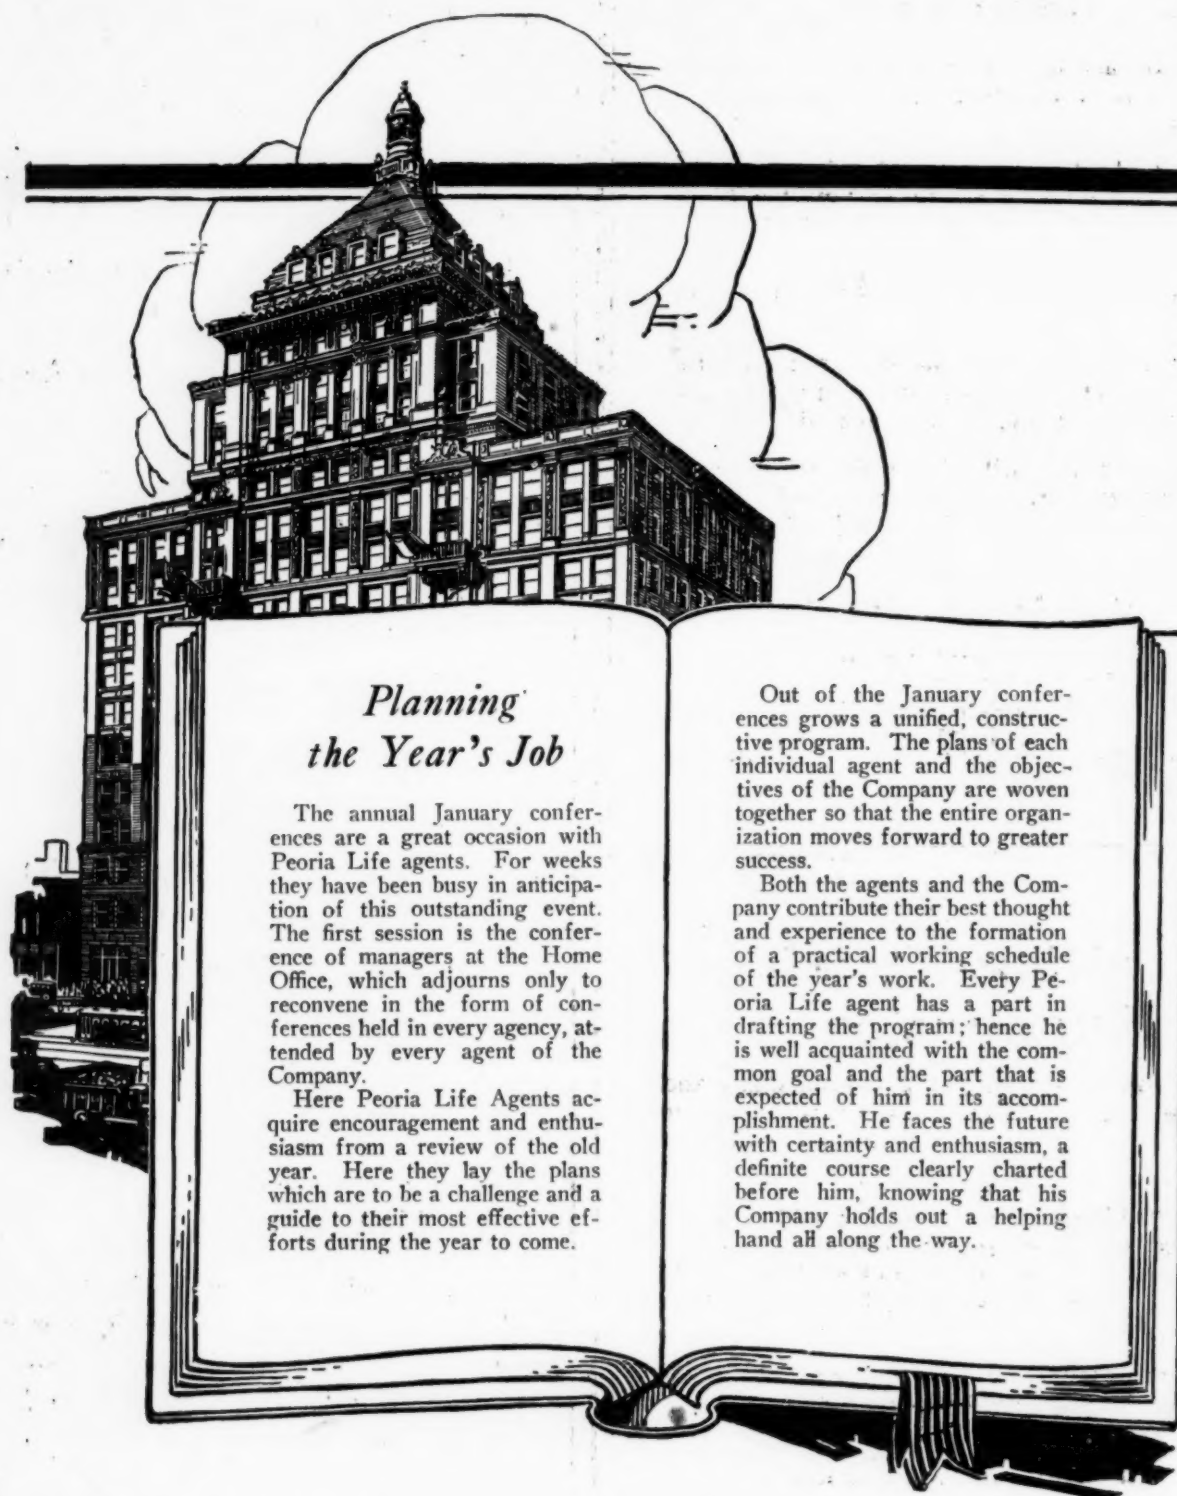 Planning
the Year's Job
The annual January confer-
ences are a great occasion with
Peoria Life agents. For weeks
they have been busy in anticipa-
tion of this outstanding event.
The first session is the confer-
ence of managers at the Home
Office, which adjourns only to
reconvene in the form of con-
ferences held in every agency, at-
tended by every agent of the
Company.
Here Peoria Life Agents ac-
quire encouragement and enthu-
siasm from a review of the old
year. Here they lay the plans
which are to be a challenge and a
guide to their most effective ef-
forts during the year to come.
Out of the January confer-
ences grows a unified, construc-
tive program. The plans of each
individual agent and the objec-
tives of the Company are woven
together so that the entire organ-
ization moves forward to greater
success.
Both the agents and the Com-
pany contribute their best thought
and experience to the formation
of a practical working schedule
of the year's work. Every Pe-
oria Life agent has a part in
drafting the program; hence he
is well acquainted with the com-
mon goal and the part that is
expected of him in its accom-
plishment. He faces the future
with certainty and enthusiasm, a
definite course clearly charted
before him, knowing that his
Company holds out a helping
hand all along the way.